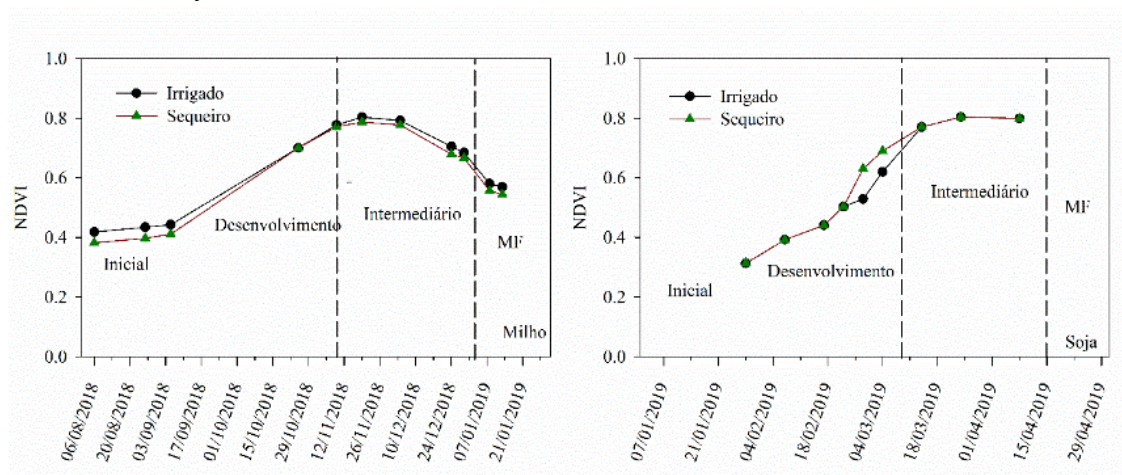 1.0
0.8
0.6
0.4
0.2
0.0
NDVI
Irrigado
Sequeiro
Inicial
Desenvolvimento
Intermediário
MF
Milho
06/08/2018
20/08/2018
03/09/2018
17/09/2018
01/10/2018
15/10/2018
29/10/2018
12/11/2018
26/11/2018
10/12/2018
24/12/2018
07/01/2019
21/01/2019
1.0
0.8
0.6
0.4
0.2
0.0
NDVI
Irrigado
Sequeiro
Inicial
Desenvolvimento
Intermediário
MF
Soja
07/01/2019
21/01/2019
04/02/2019
18/02/2019
04/03/2019
18/03/2019
01/04/2019
15/04/2019
29/04/2019